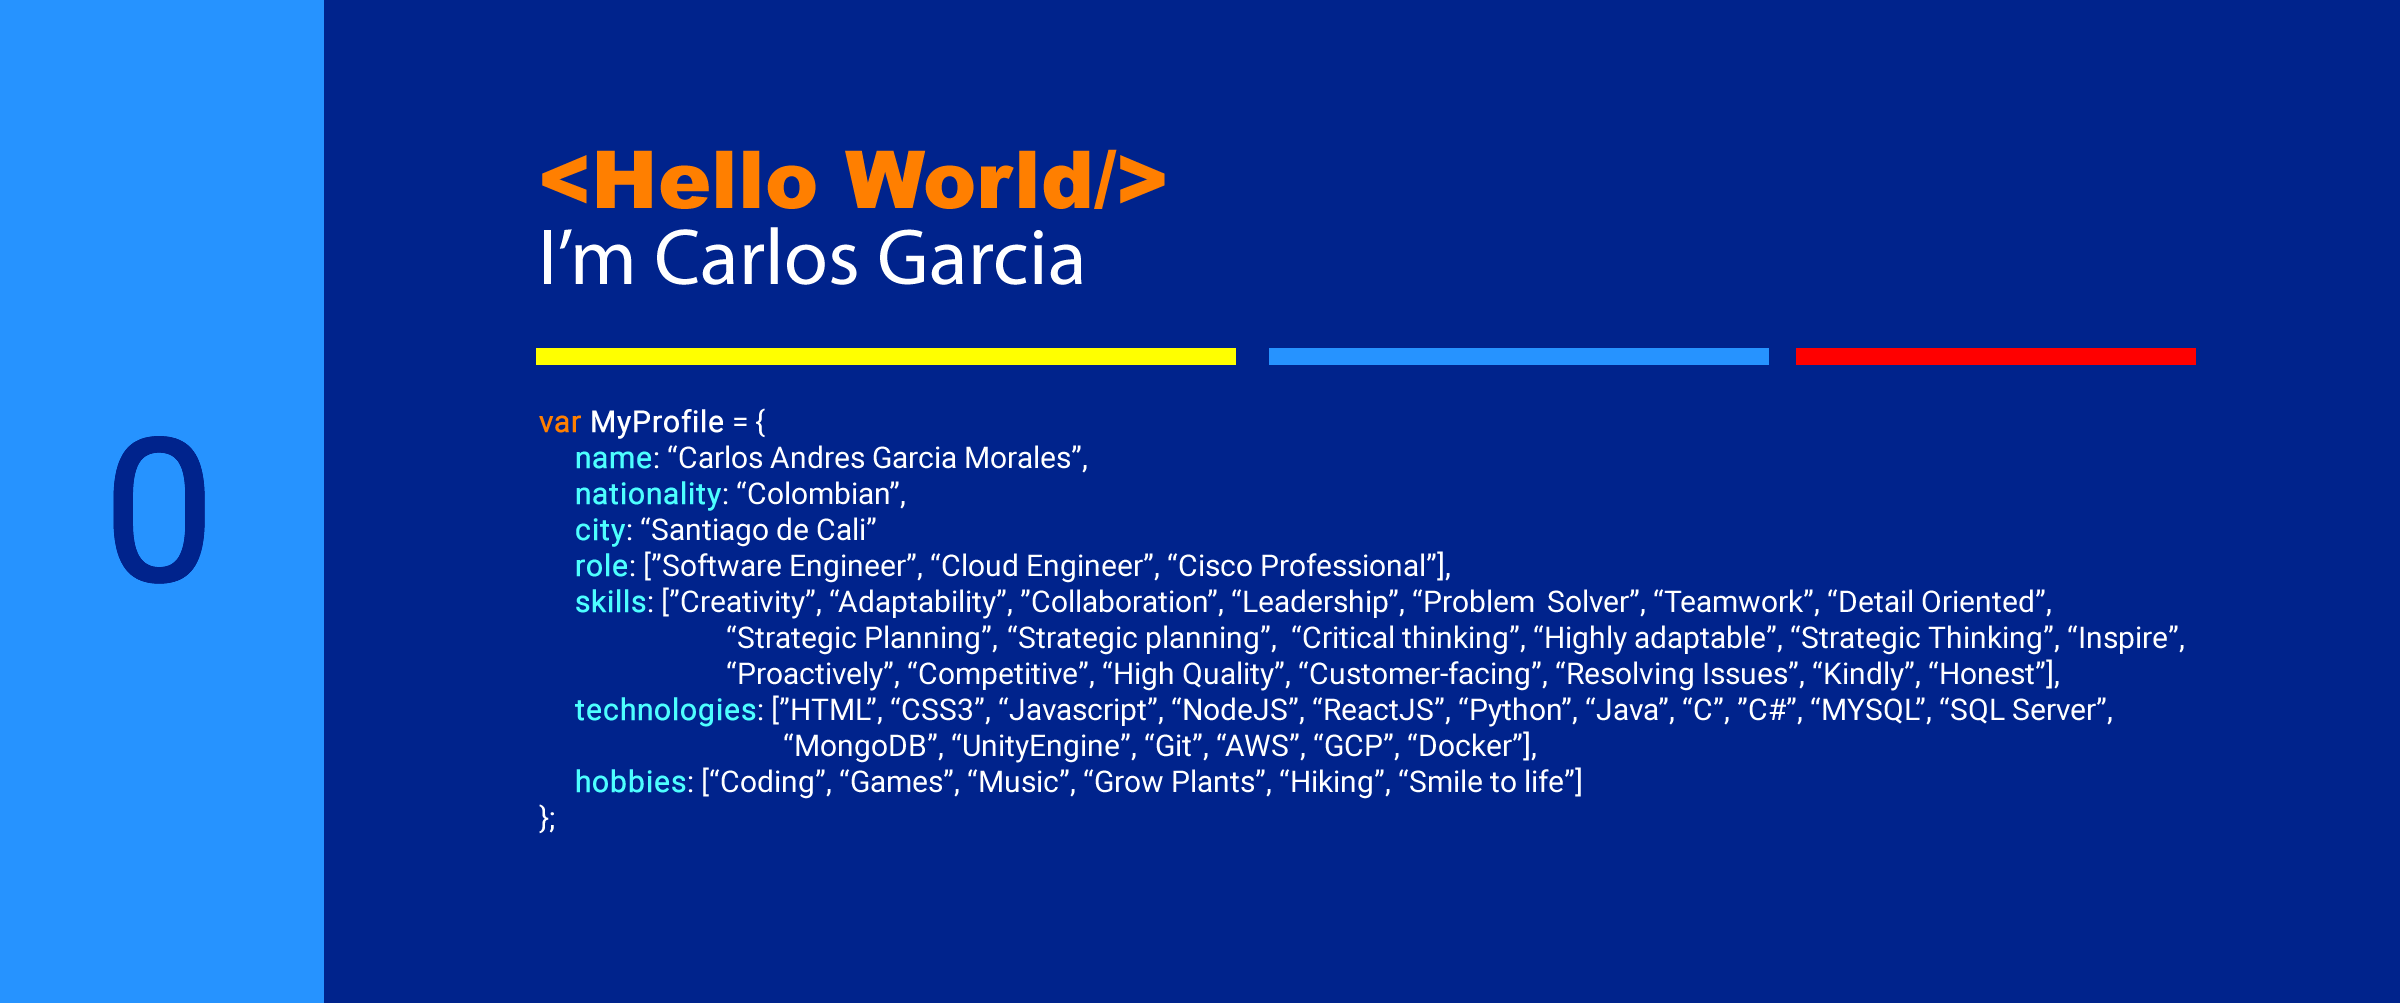 0
<Hello World/>
I’m Carlos Garcia
var MyProfile = {
name: “Carlos Andres Garcia Morales”,
nationality: “Colombian”,
city: “Santiago de Cali”
role: [”Software Engineer”, “Cloud Engineer”, “Cisco Professional”],
skills: [”Creativity”, “Adaptability”, ”Collaboration”, “Leadership”, “Problem Solver”, “Teamwork”, “Detail Oriented”,
“Strategic Planning”, “Strategic planning”, “Critical thinking”, “Highly adaptable”, “Strategic Thinking”, “Inspire”,
“Proactively”, “Competitive”, “High Quality”, “Customer-facing”, “Resolving Issues”, “Kindly”, “Honest”],
technologies: [”HTML”, “CSS3”, “Javascript”, “NodeJS”, “ReactJS”, “Python”, “Java”, “C”, ”C#”, “MYSQL”, “SQL Server”,
“MongoDB”, “UnityEngine”, “Git”, “AWS”, “GCP”, “Docker”],
hobbies: [“Coding”, “Games”, “Music”, “Grow Plants”, “Hiking”, “Smile to life”]
};